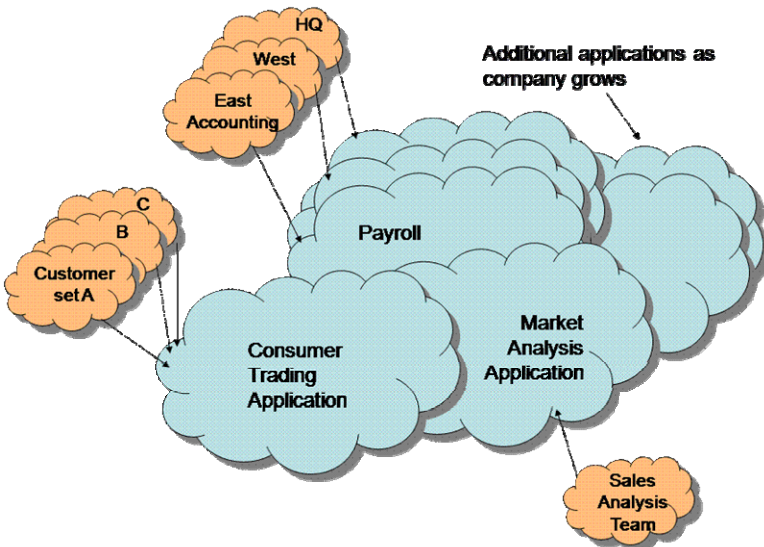 HQ
West
East
Accounting
Additional applications as
company grows
C
B
Customer
set A
Payroll
Consumer
Trading
Application
Market
Analysis
Application
Sales
Analysis
Team